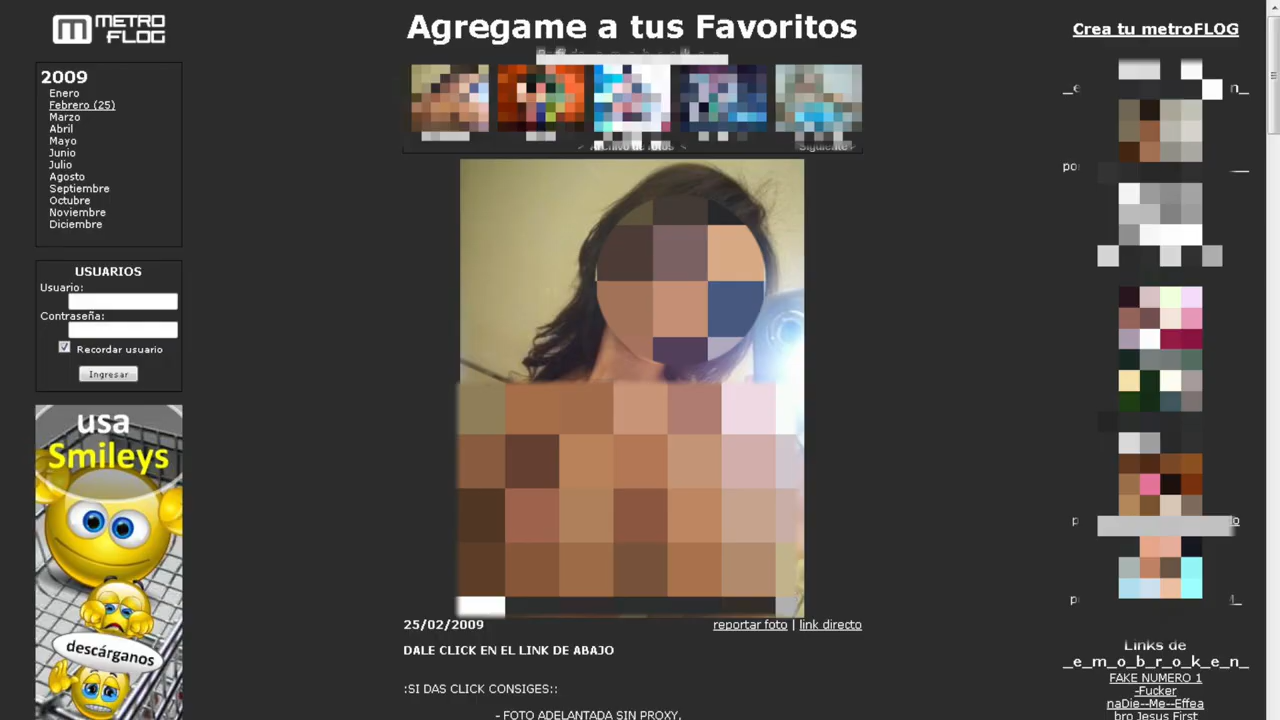 METRO
FLOG
Agregame a tus Favoritos
Crea tu metroFLOG
2009
Enero
Febrero (25)
Marzo
Abril
Mayo
Junio
Julio
Agosto
Septiembre
Octubre
Noviembre
Diciembre
USUARIOS
Usuario:
Contraseña:
Recordar usuario
Ingresar
usa
Smileys
descárganos
25/02/2009
reportar foto | link directo
DALE CLICK EN EL LINK DE ABAJO
:SI DAS CLICK CONSIGES::
- FOTO ADELANTADA SIN PROXY.
Links de
_e_m_o_b_r_o_k_e_n_
FAKE NUMERO 1
-Fucker
naDie--Me--Effea
bro Jesus First